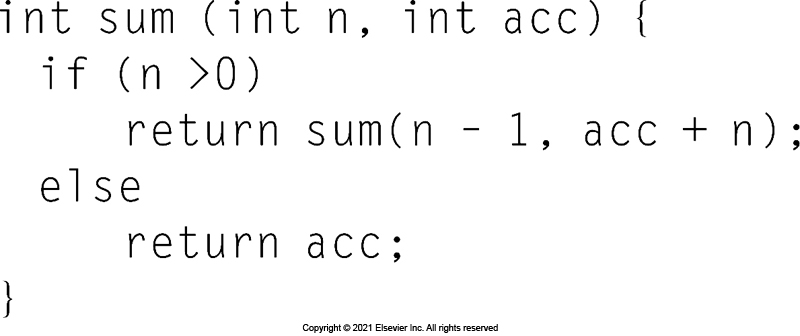 int sum (int n, int acc) {
if (n >0)
return sum(n - 1, acc + n);
else
return acc;
}
Copyright © 2021 Elsevier Inc. All rights reserved